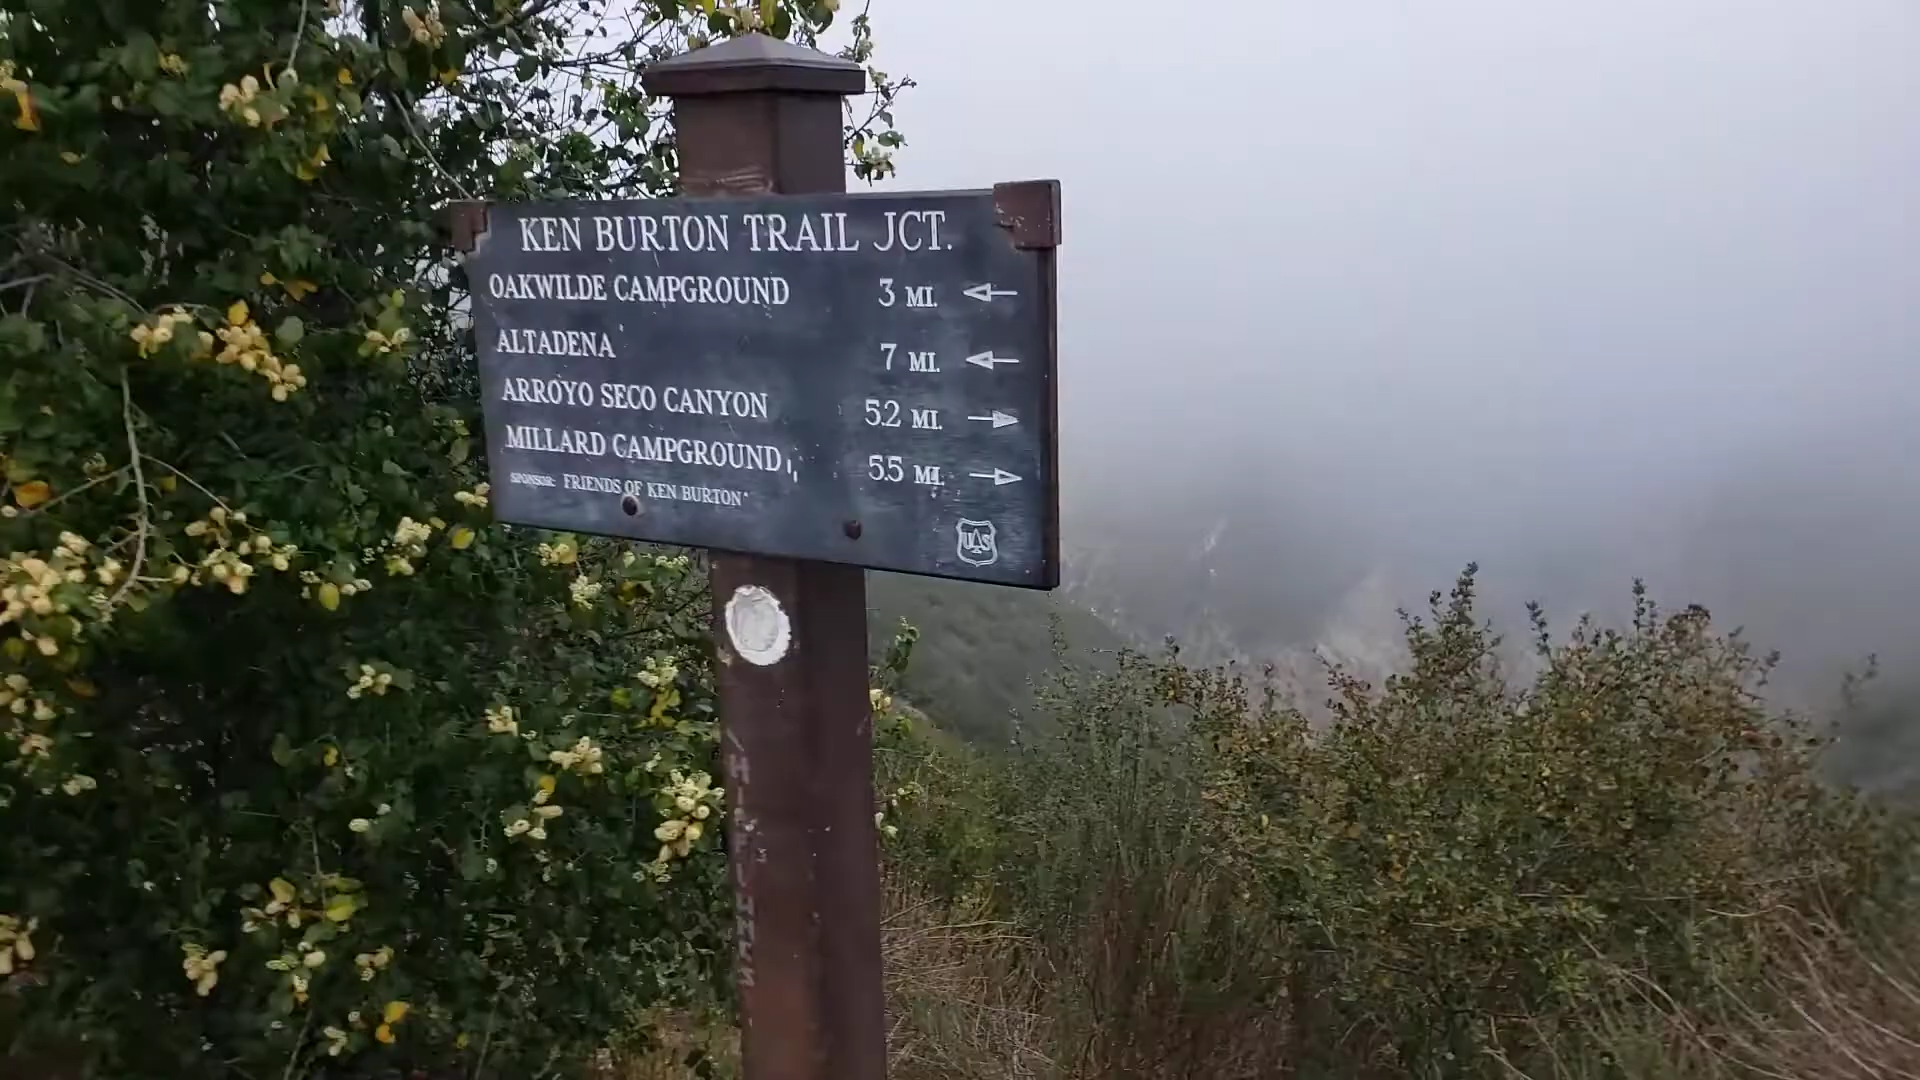 KEN BURTON TRAIL JCT.
OAKWILDE CAMPGROUND 3 MI.
ALTADENA 7 MI.
ARROYO SECO CANYON 5.2 MI.
MILLARD CAMPGROUND 5.5 MI.
SPONSOR: FRIENDS OF KEN BURTON
UAS